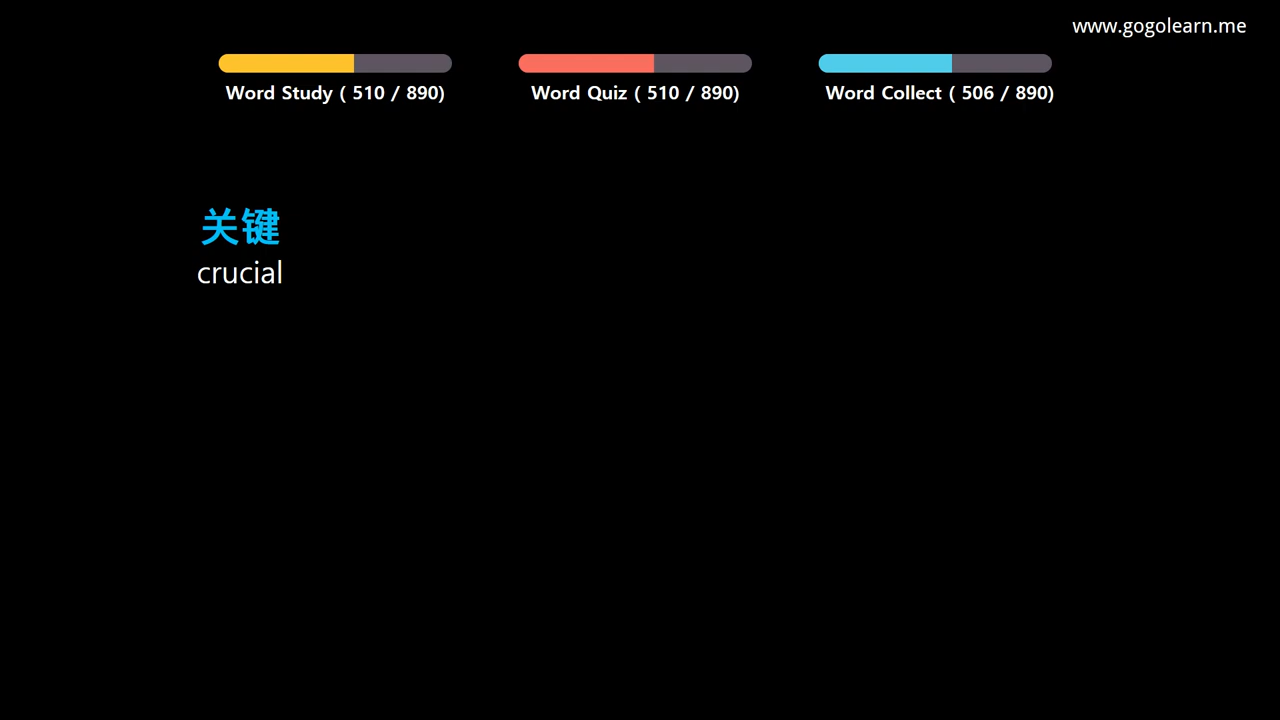 www.gogolearn.me
Word Study ( 510 / 890)
Word Quiz ( 510 / 890)
Word Collect ( 506 / 890)
关键
crucial